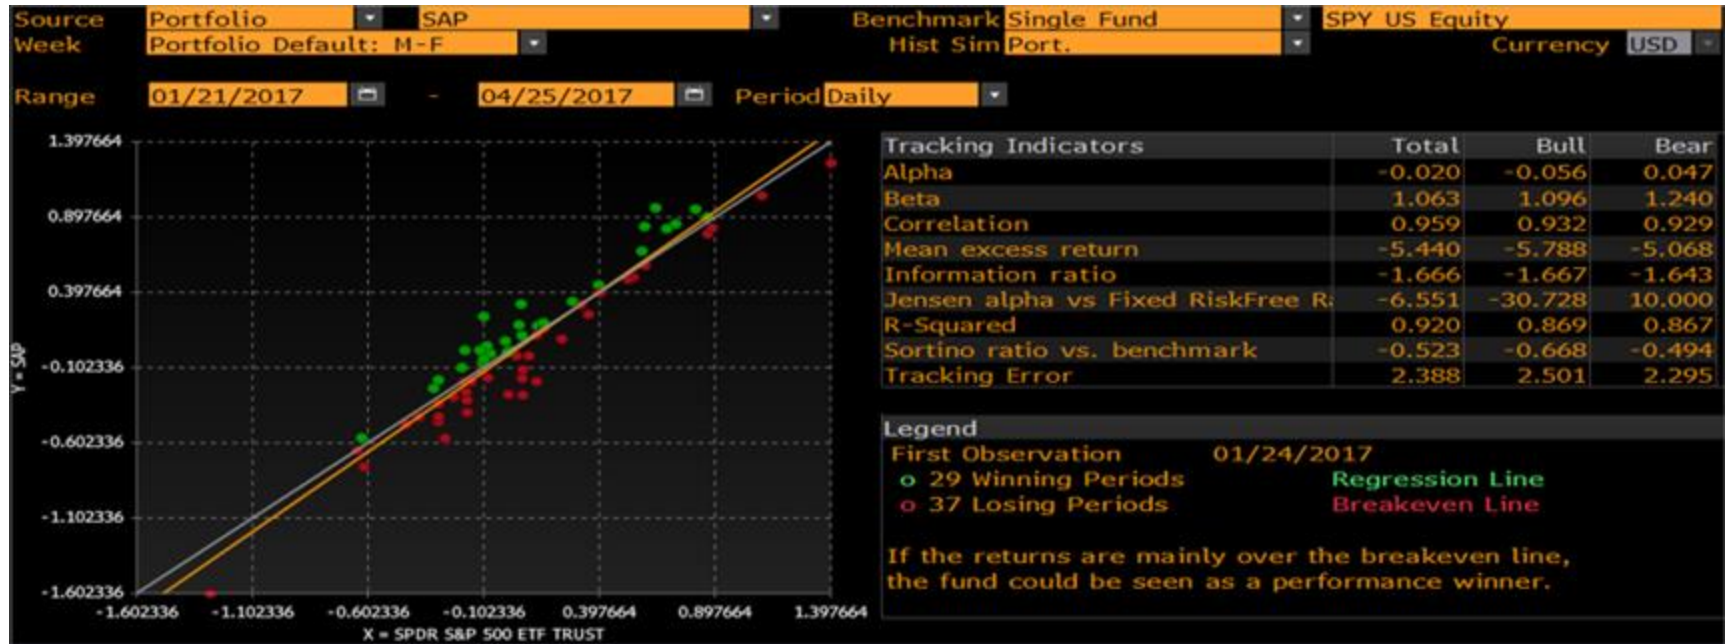 Source Portfolio SAP Benchmark Single Fund SPY US Equity
Week Portfolio Default: M-F Hist Sim Port. Currency USD
Range 01/21/2017 - 04/25/2017 Period Daily
1.397664
0.897664
0.397664
-0.102336
-0.602336
-1.102336
-1.602336
Y = SAP
-1.602336 -1.102336 -0.602336 -0.102336 0.397664 0.897664 1.397664
X = SPDR S&P 500 ETF TRUST
Tracking Indicators Total Bull Bear
Alpha -0.020 -0.056 0.047
Beta 1.063 1.096 1.240
Correlation 0.959 0.932 0.929
Mean excess return -5.440 -5.788 -5.068
Information ratio -1.666 -1.667 -1.643
Jensen alpha vs Fixed RiskFree R -6.551 -30.728 10.000
R-Squared 0.920 0.869 0.867
Sortino ratio vs. benchmark -0.523 -0.668 -0.494
Tracking Error 2.388 2.501 2.295
Legend
First Observation 01/24/2017
29 Winning Periods Regression Line
37 Losing Periods Breakeven Line
If the returns are mainly over the breakeven line,
the fund could be seen as a performance winner.